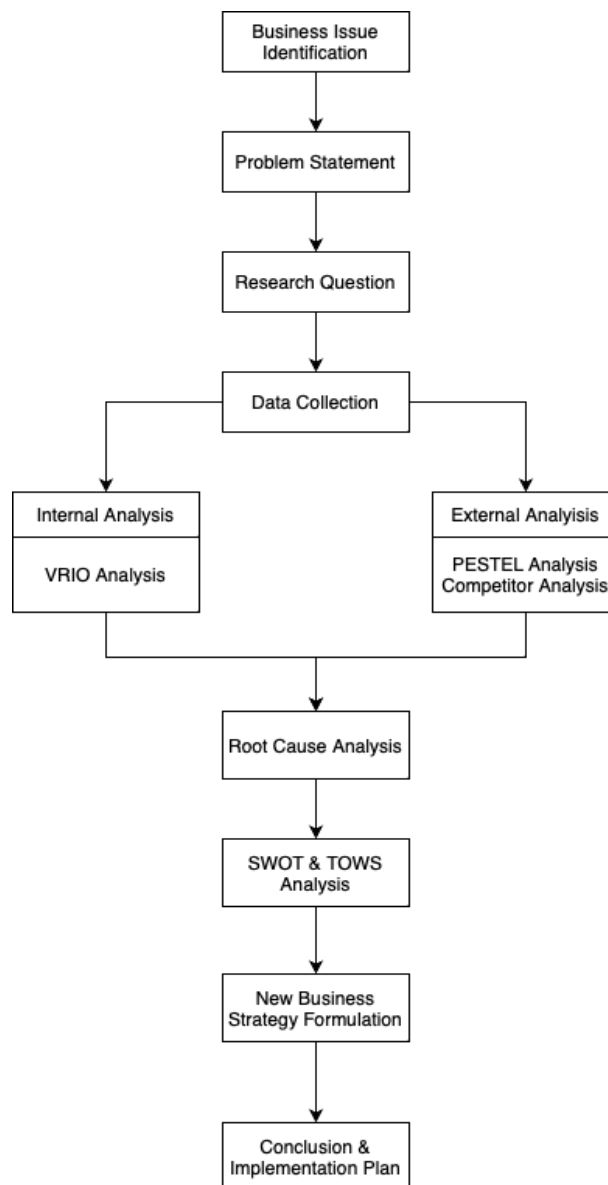 Business Issue
Identification
Problem Statement
Research Question
Data Collection
Internal Analysis
VRIO Analysis
External Analyisis
PESTEL Analysis
Competitor Analysis
Root Cause Analysis
SWOT & TOWS
Analysis
New Business
Strategy Formulation
Conclusion &
Implementation Plan